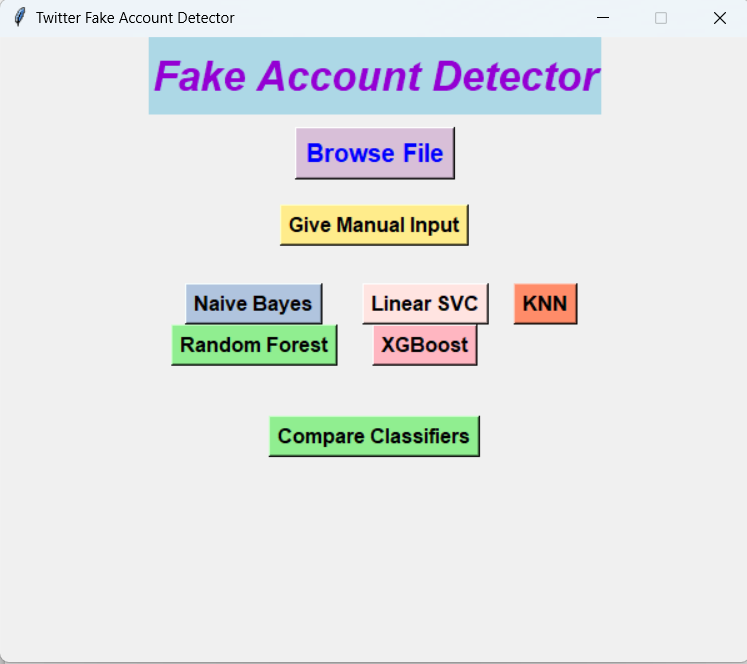 Twitter Fake Account Detector
Fake Account Detector
Browse File
Give Manual Input
Naive Bayes Linear SVC KNN
Random Forest XGBoost
Compare Classifiers